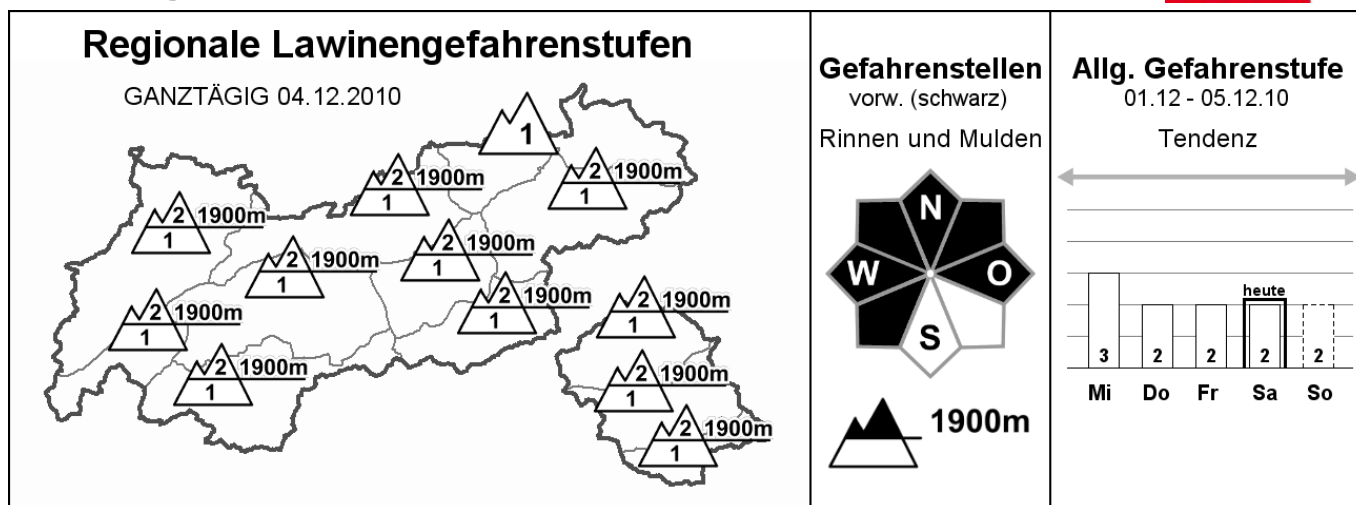 Regionale Lawinengefahrenstufen
GANZTÄGIG 04.12.2010
1
2 1900m
1
2 1900m
1
2 1900m
1
2 1900m
1
2 1900m
1
2 1900m
1
2 1900m
1
2 1900m
1
2 1900m
1
2 1900m
1
2 1900m
1
Gefahrenstellen
vorw. (schwarz)
Rinnen und Mulden
N
W O
S
1900m
Allg. Gefahrenstufe
01.12 - 05.12.10
Tendenz
heute
3 2 2 2 2
Mi Do Fr Sa So